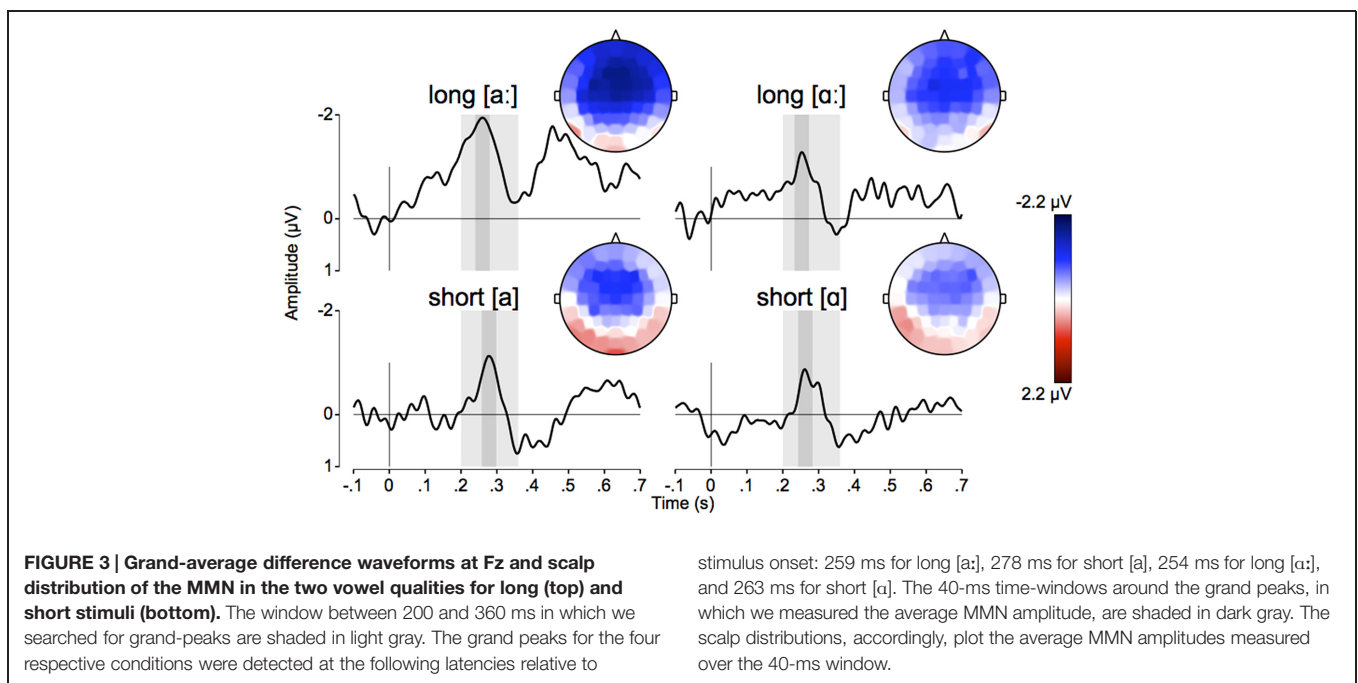 long [aː]
long [ɑː]
-2
0
1
Amplitude (µV)
-2.2 µV
2.2 µV
short [a]
short [ɑ]
-2
0
1
-.1 0 .1 .2 .3 .4 .5 .6 .7
-.1 0 .1 .2 .3 .4 .5 .6 .7
Time (s)
FIGURE 3 | Grand-average difference waveforms at Fz and scalp
distribution of the MMN in the two vowel qualities for long (top) and
short stimuli (bottom). The window between 200 and 360 ms in which we
searched for grand-peaks are shaded in light gray. The grand peaks for the four
respective conditions were detected at the following latencies relative to
stimulus onset: 259 ms for long [aː], 278 ms for short [a], 254 ms for long [ɑː],
and 263 ms for short [ɑ]. The 40-ms time-windows around the grand peaks, in
which we measured the average MMN amplitude, are shaded in dark gray. The
scalp distributions, accordingly, plot the average MMN amplitudes measured
over the 40-ms window.